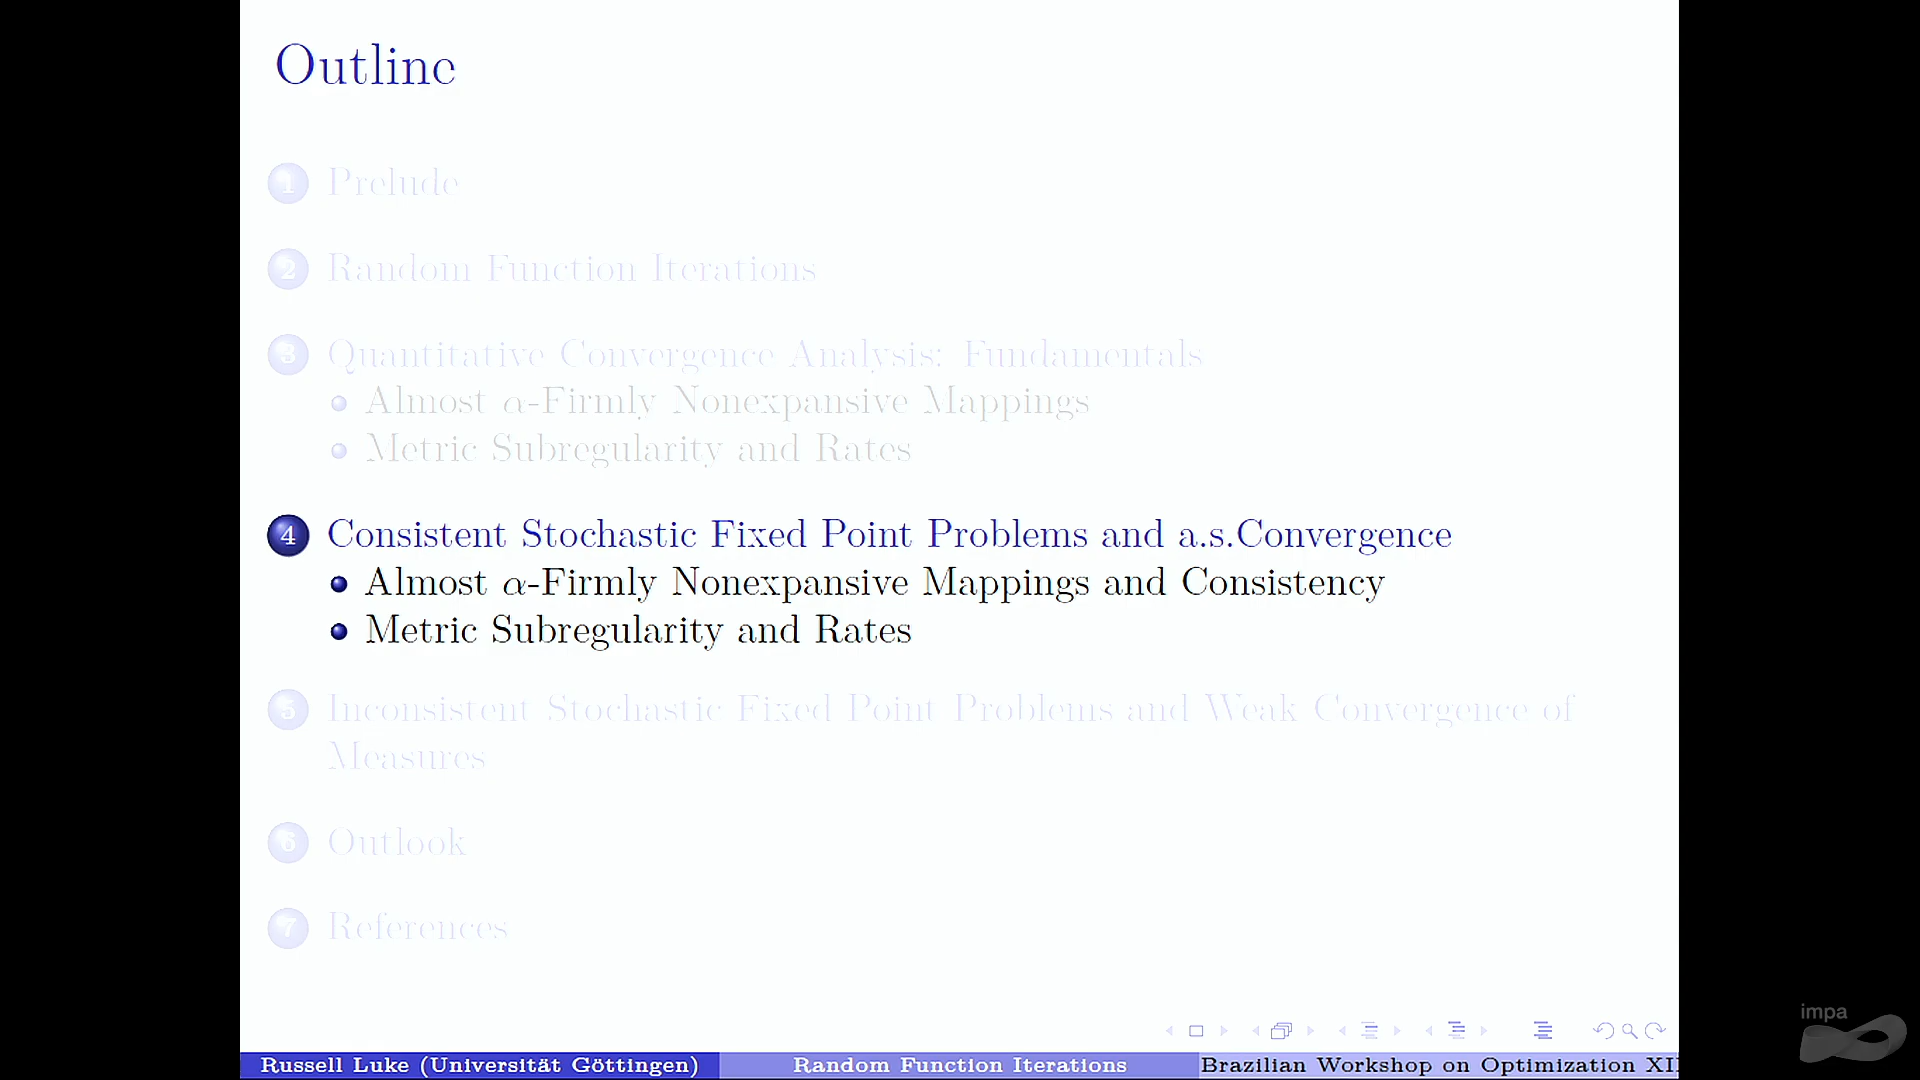 Outline
1 Prelude
2 Random Function Iterations
3 Quantitative Convergence Analysis: Fundamentals
Almost α-Firmly Nonexpansive Mappings
Metric Subregularity and Rates
4 Consistent Stochastic Fixed Point Problems and a.s.Convergence
Almost α-Firmly Nonexpansive Mappings and Consistency
Metric Subregularity and Rates
5 Inconsistent Stochastic Fixed Point Problems and Weak Convergence of
Measures
6 Outlook
7 References
impa
Russell Luke (Universität Göttingen) Random Function Iterations Brazilian Workshop on Optimization